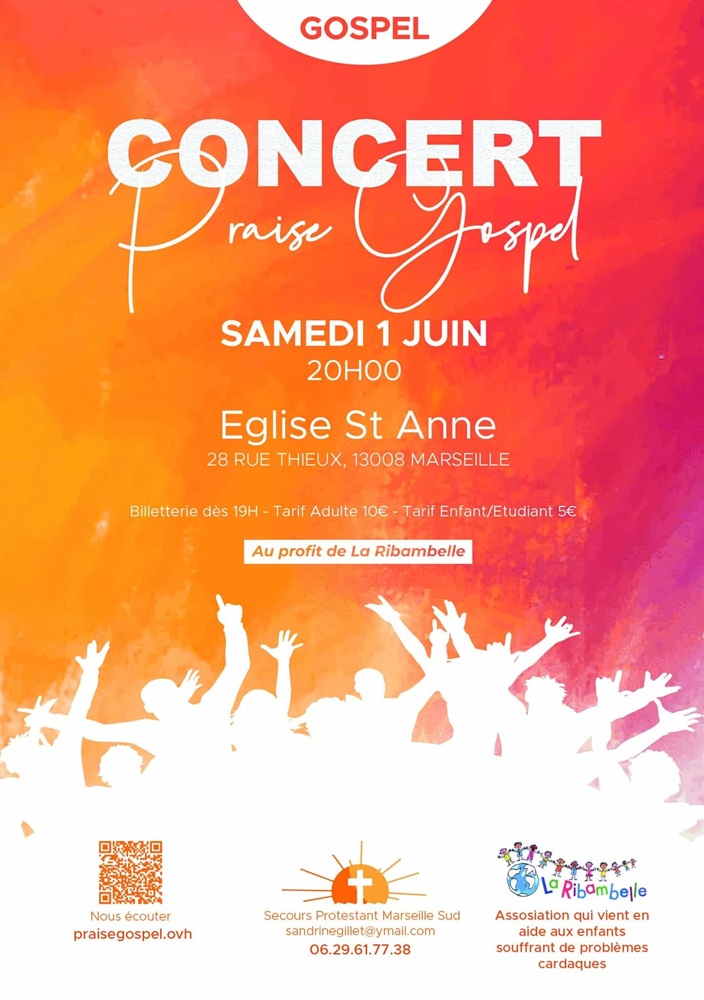 GOSPEL
CONCERT
Praise Gospel
SAMEDI 1 JUIN
20H00
Eglise St Anne
28 RUE THIEUX, 13008 MARSEILLE
Billetterie dès 19H - Tarif Adulte 10€ - Tarif Enfant/Etudiant 5€
Au profit de La Ribambelle
Nous écouter
praisegospel.ovh
Secours Protestant Marseille Sud
sandrinegillet@ymail.com
06.29.61.77.38
La Ribambelle
Assosiation qui vient en
aide aux enfants
souffrant de problèmes
cardaques